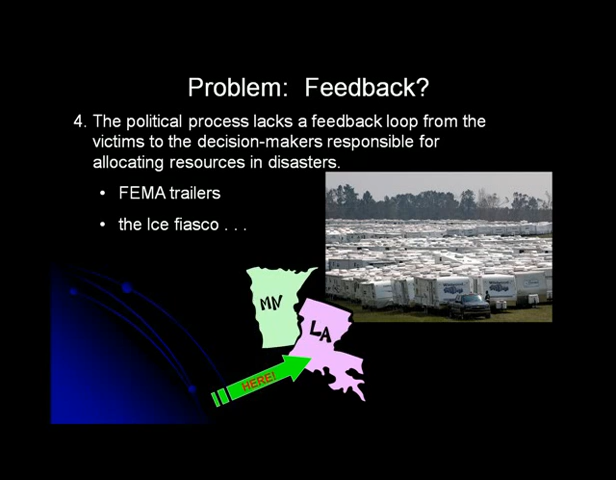 Problem: Feedback?
4. The political process lacks a feedback loop from the
victims to the decision-makers responsible for
allocating resources in disasters.
• FEMA trailers
• the Ice fiasco . . .
MN
LA
HERE!